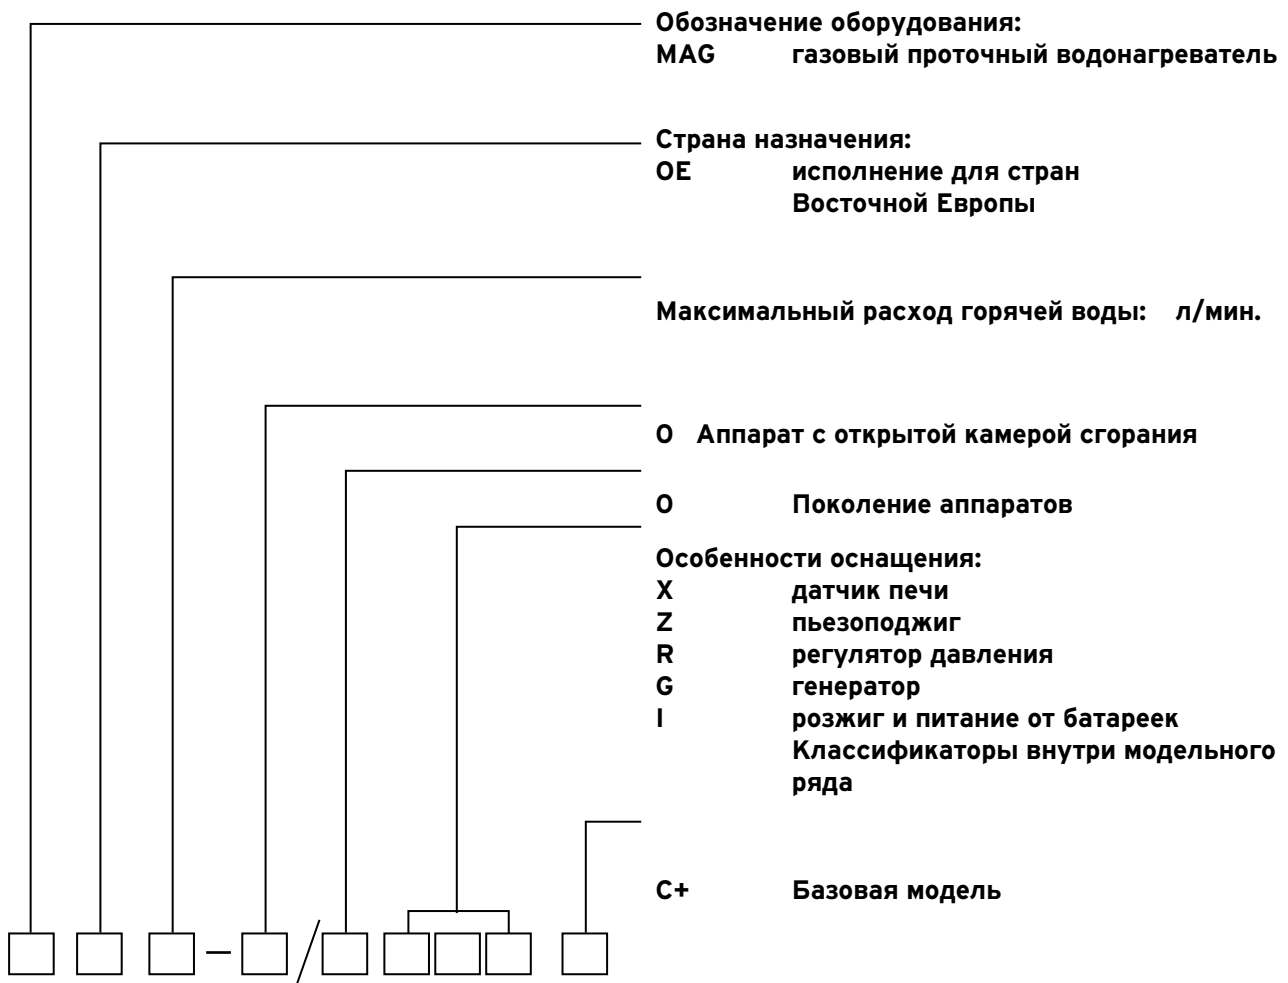 Обозначение оборудования:
MAG газовый проточный водонагреватель
Страна назначения:
OE исполнение для стран
Восточной Европы
Максимальный расход горячей воды: л/мин.
0 Аппарат с открытой камерой сгорания
0 Поколение аппаратов
Особенности оснащения:
X датчик печи
Z пьезоподжиг
R регулятор давления
G генератор
I розжиг и питание от батареек
Классификаторы внутри модельного
ряда
C+ Базовая модель
– /